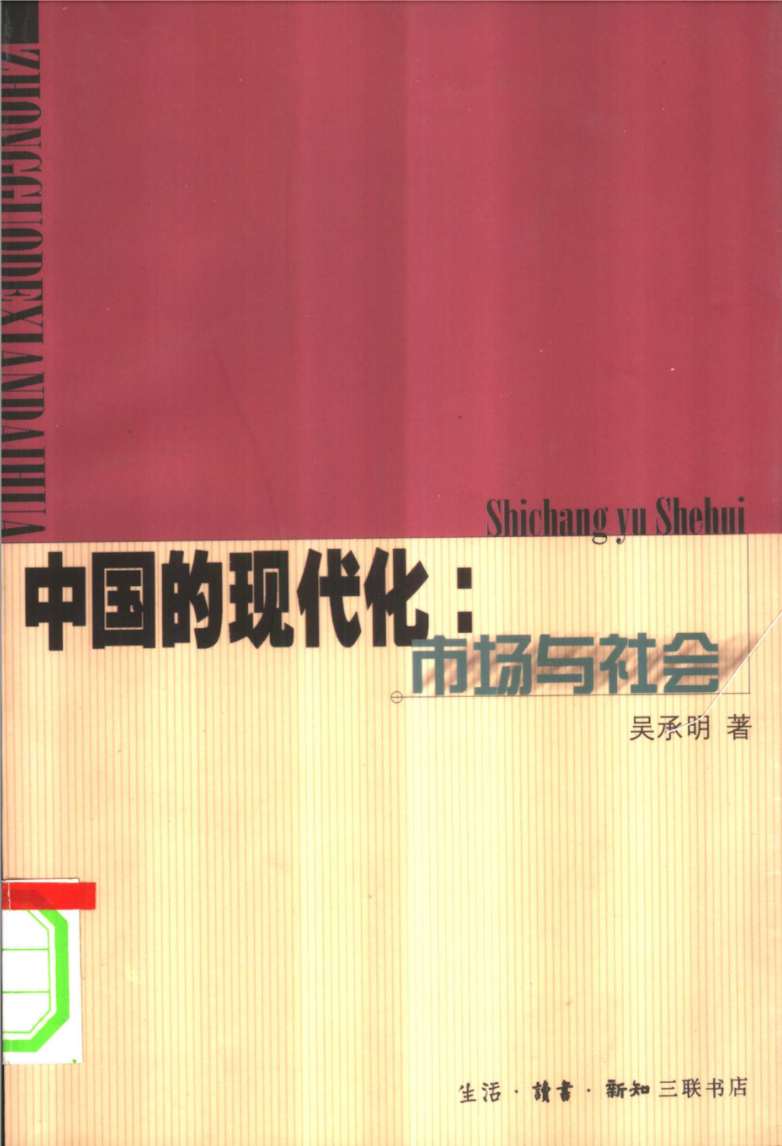 ZHONGGUODEXIANDAIHUA
Shichang yu Shehui
中国的现代化：
市场与社会
吴承明 著
生活·讀書·新知三联书店